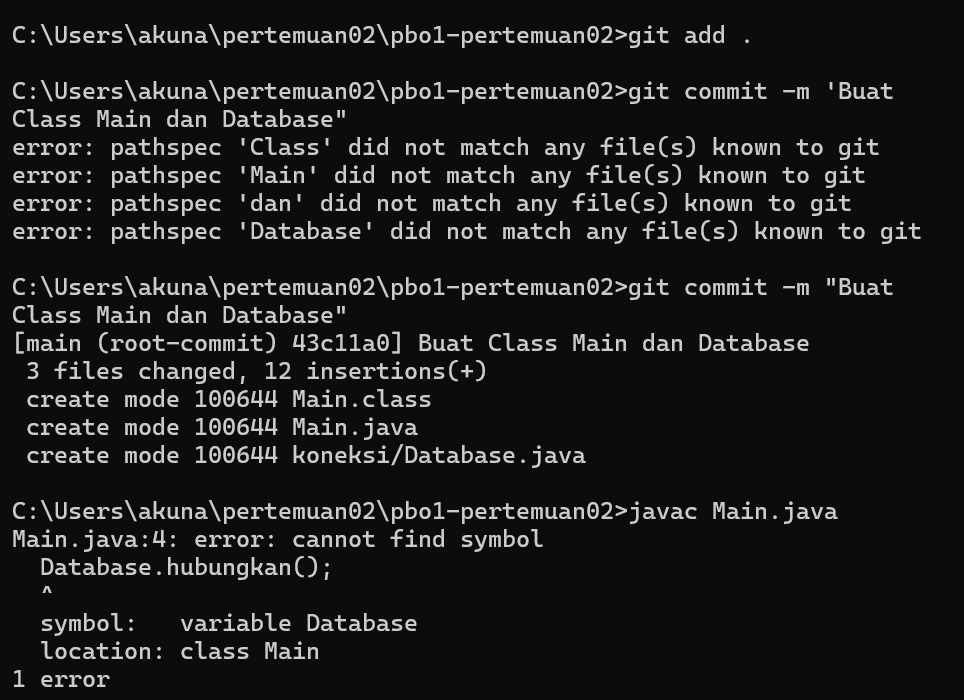 C:\Users\akuna\pertemuan02\pbo1-pertemuan02>git add .
C:\Users\akuna\pertemuan02\pbo1-pertemuan02>git commit -m 'Buat
Class Main dan Database"
error: pathspec 'Class' did not match any file(s) known to git
error: pathspec 'Main' did not match any file(s) known to git
error: pathspec 'dan' did not match any file(s) known to git
error: pathspec 'Database' did not match any file(s) known to git
C:\Users\akuna\pertemuan02\pbo1-pertemuan02>git commit -m "Buat
Class Main dan Database"
[main (root-commit) 43c11a0] Buat Class Main dan Database
 3 files changed, 12 insertions(+)
 create mode 100644 Main.class
 create mode 100644 Main.java
 create mode 100644 koneksi/Database.java
C:\Users\akuna\pertemuan02\pbo1-pertemuan02>javac Main.java
Main.java:4: error: cannot find symbol
  Database.hubungkan();
  ^
  symbol:   variable Database
  location: class Main
1 error